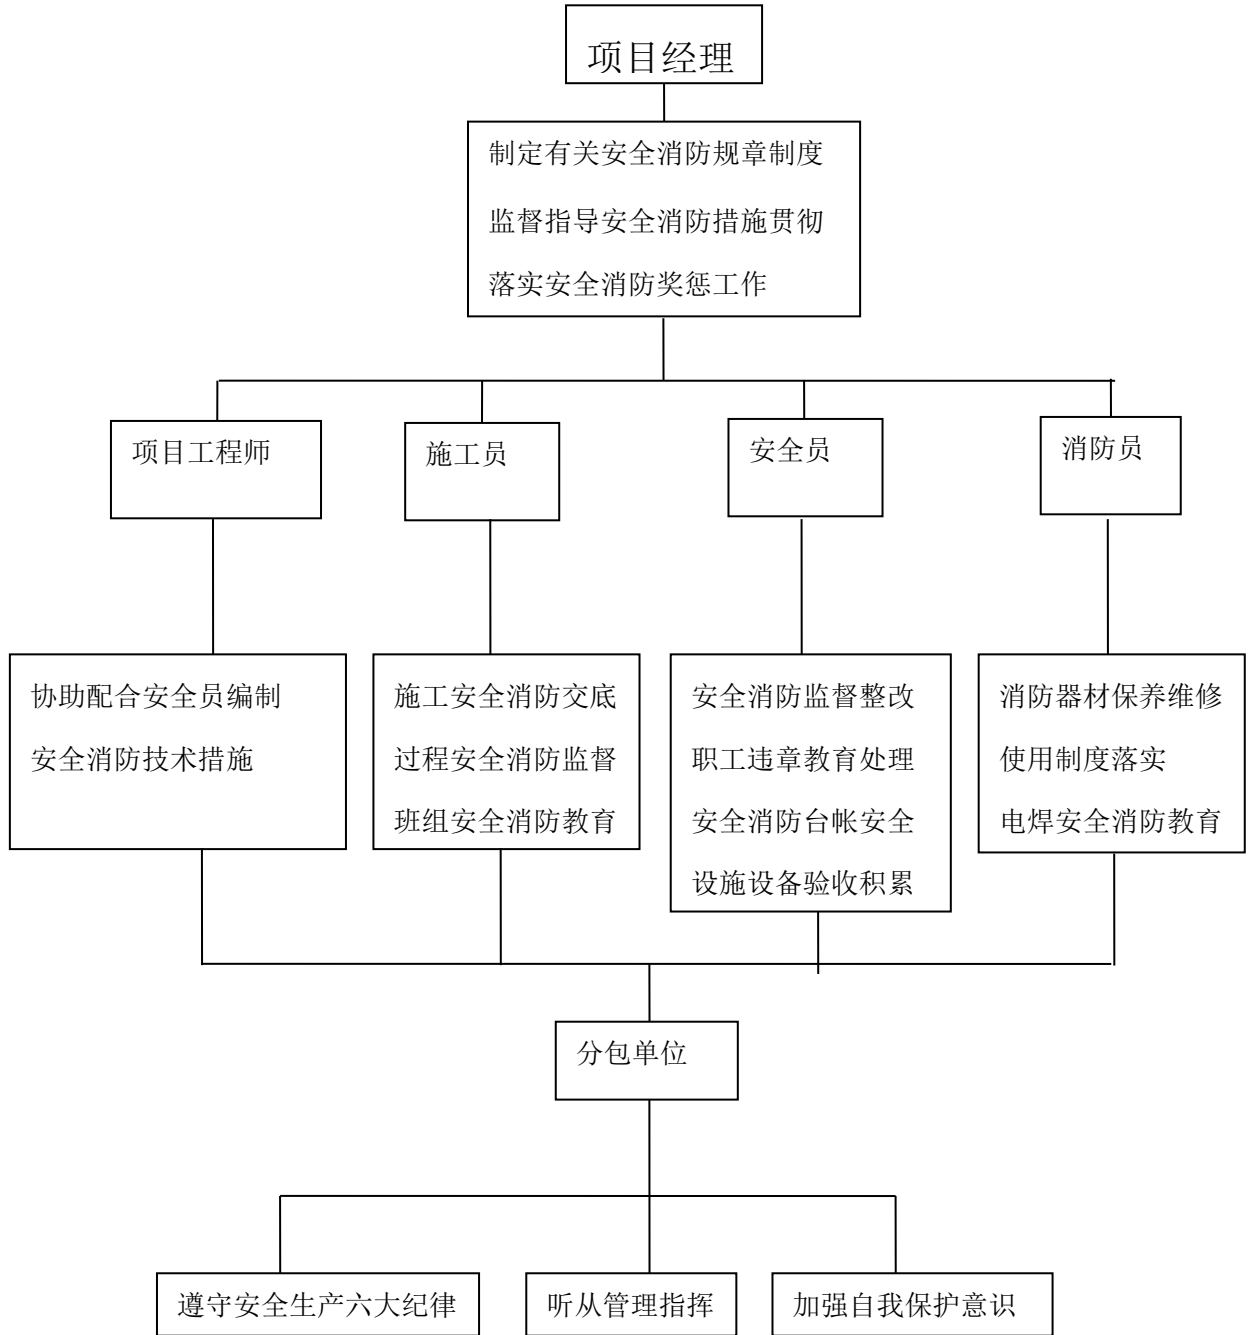 项目经理
制定有关安全消防规章制度
监督指导安全消防措施贯彻
落实安全消防奖惩工作
项目工程师
施工员
安全员
消防员
协助配合安全员编制
安全消防技术措施
施工安全消防交底
过程安全消防监督
班组安全消防教育
安全消防监督整改
职工违章教育处理
安全消防台帐安全
设施设备验收积累
消防器材保养维修
使用制度落实
电焊安全消防教育
分包单位
遵守安全生产六大纪律
听从管理指挥
加强自我保护意识